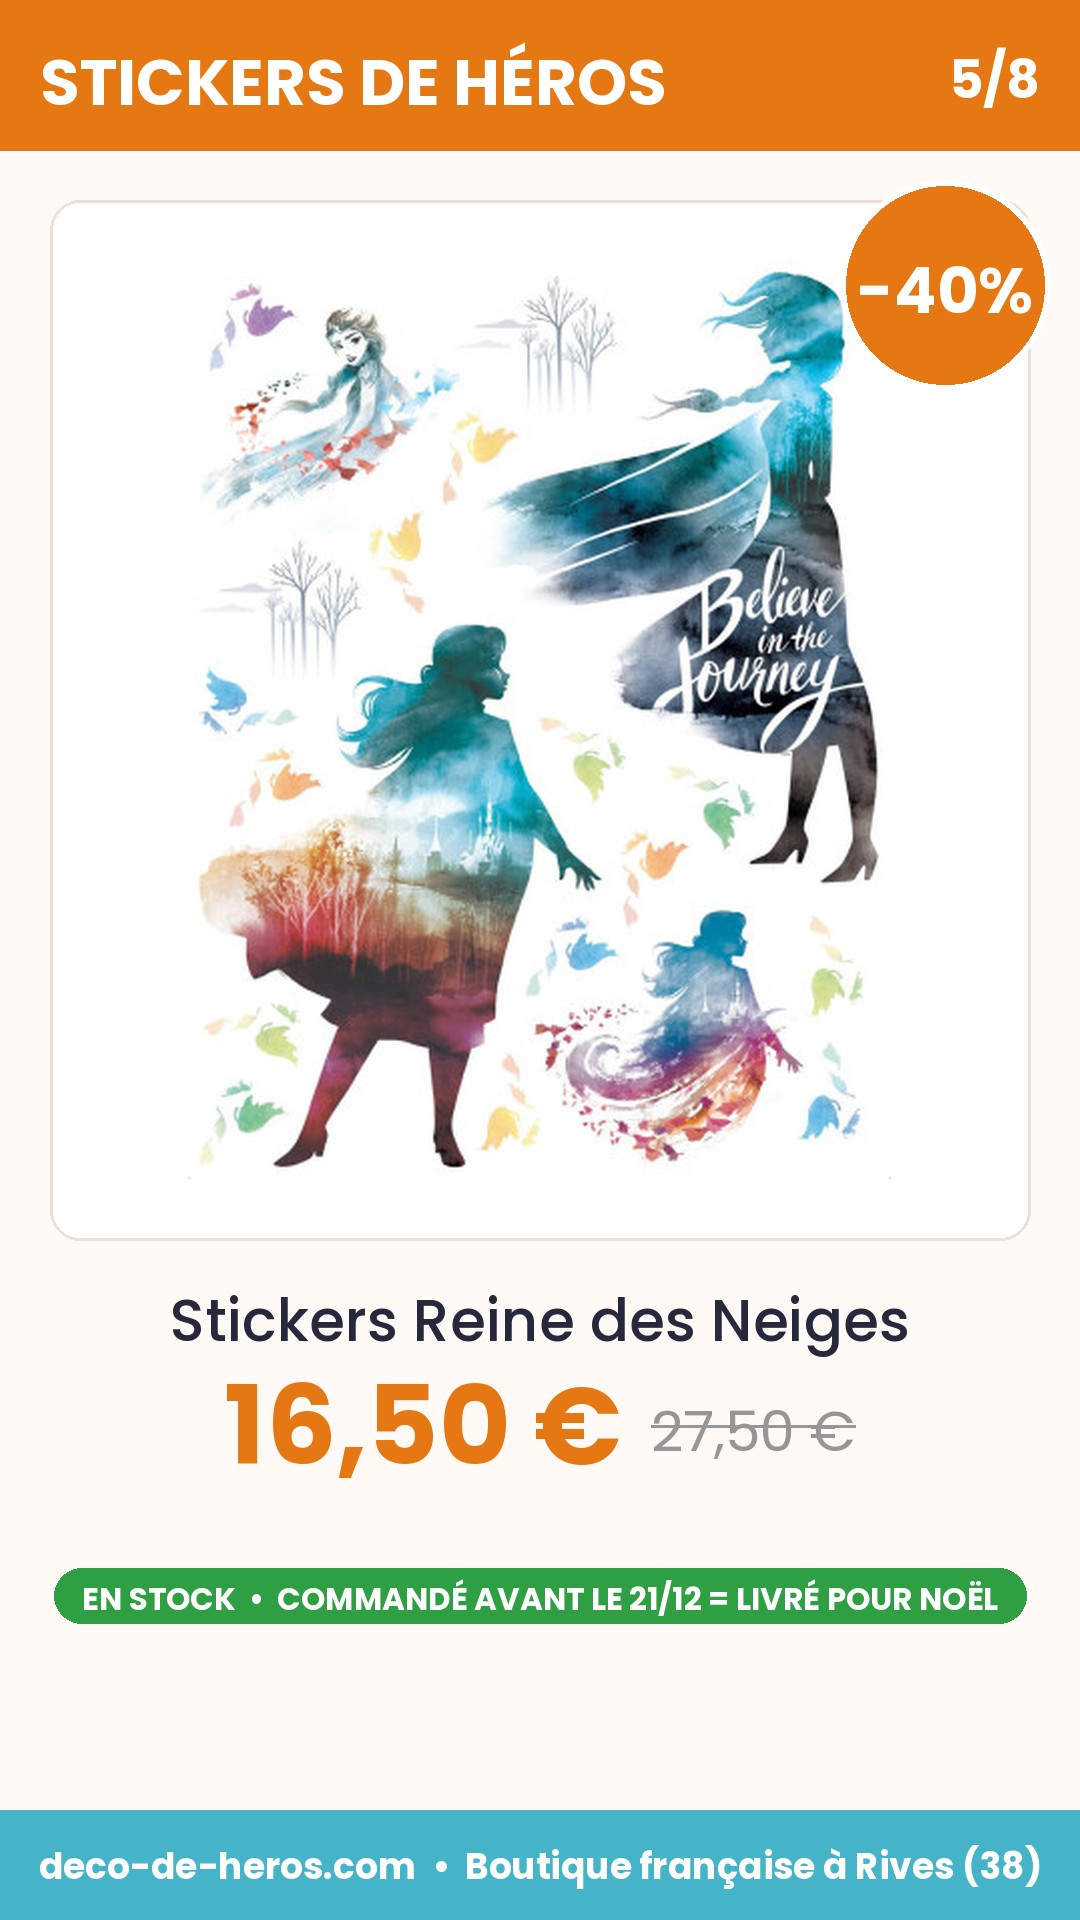 STICKERS DE HÉROS
5/8
-40%
Believe
in the
Journey
Stickers Reine des Neiges
16,50 € 27,50 €
EN STOCK • COMMANDÉ AVANT LE 21/12 = LIVRÉ POUR NOËL
deco-de-heros.com • Boutique française à Rives (38)